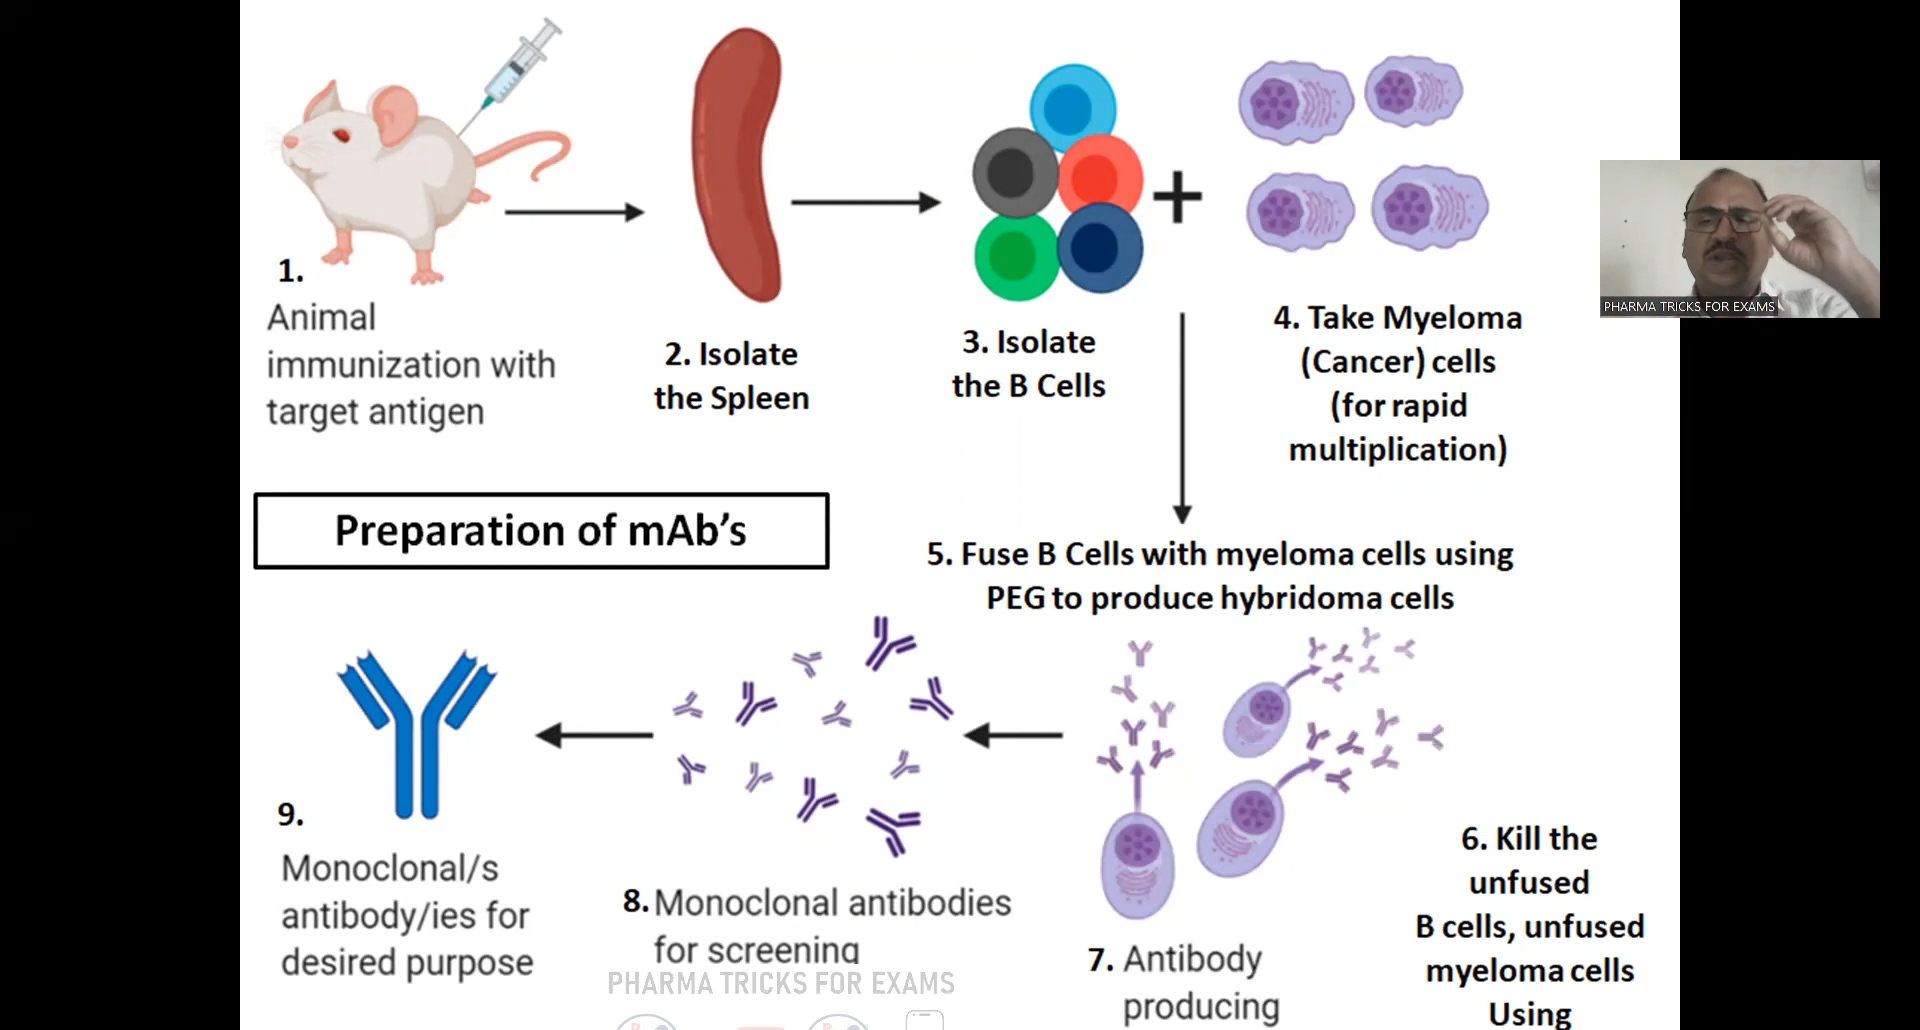 1.
Animal
immunization with
target antigen
2. Isolate
the Spleen
3. Isolate
the B Cells
4. Take Myeloma
(Cancer) cells
(for rapid
multiplication)
PHARMA TRICKS FOR EXAMS
Preparation of mAb's
5. Fuse B Cells with myeloma cells using
PEG to produce hybridoma cells
6. Kill the
unfused
B cells, unfused
myeloma cells
Using
7. Antibody
producing
8. Monoclonal antibodies
for screening
9.
Monoclonal/s
antibody/ies for
desired purpose
PHARMA TRICKS FOR EXAMS